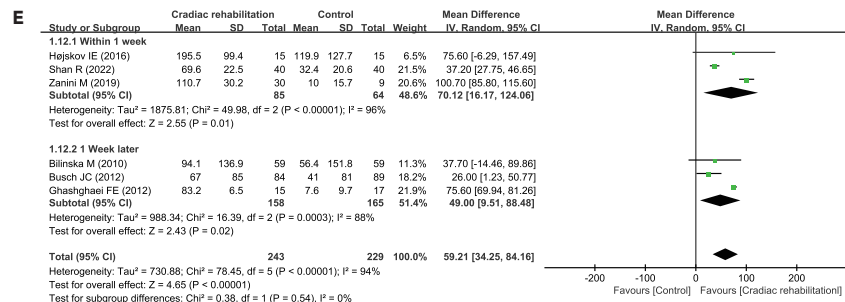 E
Cradiac rehabilitation Control Mean Difference Mean Difference
Study or Subgroup Mean SD Total Mean SD Total Weight IV, Random, 95% CI IV, Random, 95% CI
1.12.1 Within 1 week
Højskov IE (2016) 195.5 99.4 15 119.9 127.7 15 6.5% 75.60 [-6.29, 157.49]
Shan R (2022) 69.6 22.5 40 32.4 20.6 40 21.5% 37.20 [27.75, 46.65]
Zanini M (2019) 110.7 30.2 30 10 15.7 9 20.6% 100.70 [85.80, 115.60]
Subtotal (95% CI) 85 64 48.6% 70.12 [16.17, 124.06]
Heterogeneity: Tau² = 1875.81; Chi² = 49.98, df = 2 (P < 0.00001); I² = 96%
Test for overall effect: Z = 2.55 (P = 0.01)
1.12.2 1 Week later
Bilinska M (2010) 94.1 136.9 59 56.4 151.8 59 11.3% 37.70 [-14.46, 89.86]
Busch JC (2012) 67 85 84 41 81 89 18.2% 26.00 [1.23, 50.77]
Ghashghaei FE (2012) 83.2 6.5 15 7.6 9.7 17 21.9% 75.60 [69.94, 81.26]
Subtotal (95% CI) 158 165 51.4% 49.00 [9.51, 88.48]
Heterogeneity: Tau² = 988.34; Chi² = 16.39, df = 2 (P = 0.0003); I² = 88%
Test for overall effect: Z = 2.43 (P = 0.02)
Total (95% CI) 243 229 100.0% 59.21 [34.25, 84.16]
Heterogeneity: Tau² = 730.88; Chi² = 78.45, df = 5 (P < 0.00001); I² = 94%
Test for overall effect: Z = 4.65 (P < 0.00001)
Test for subgroup differences: Chi² = 0.38, df = 1 (P = 0.54), I² = 0%
-200 -100 0 100 200
Favours [Control] Favours [Cradiac rehabilitationl]